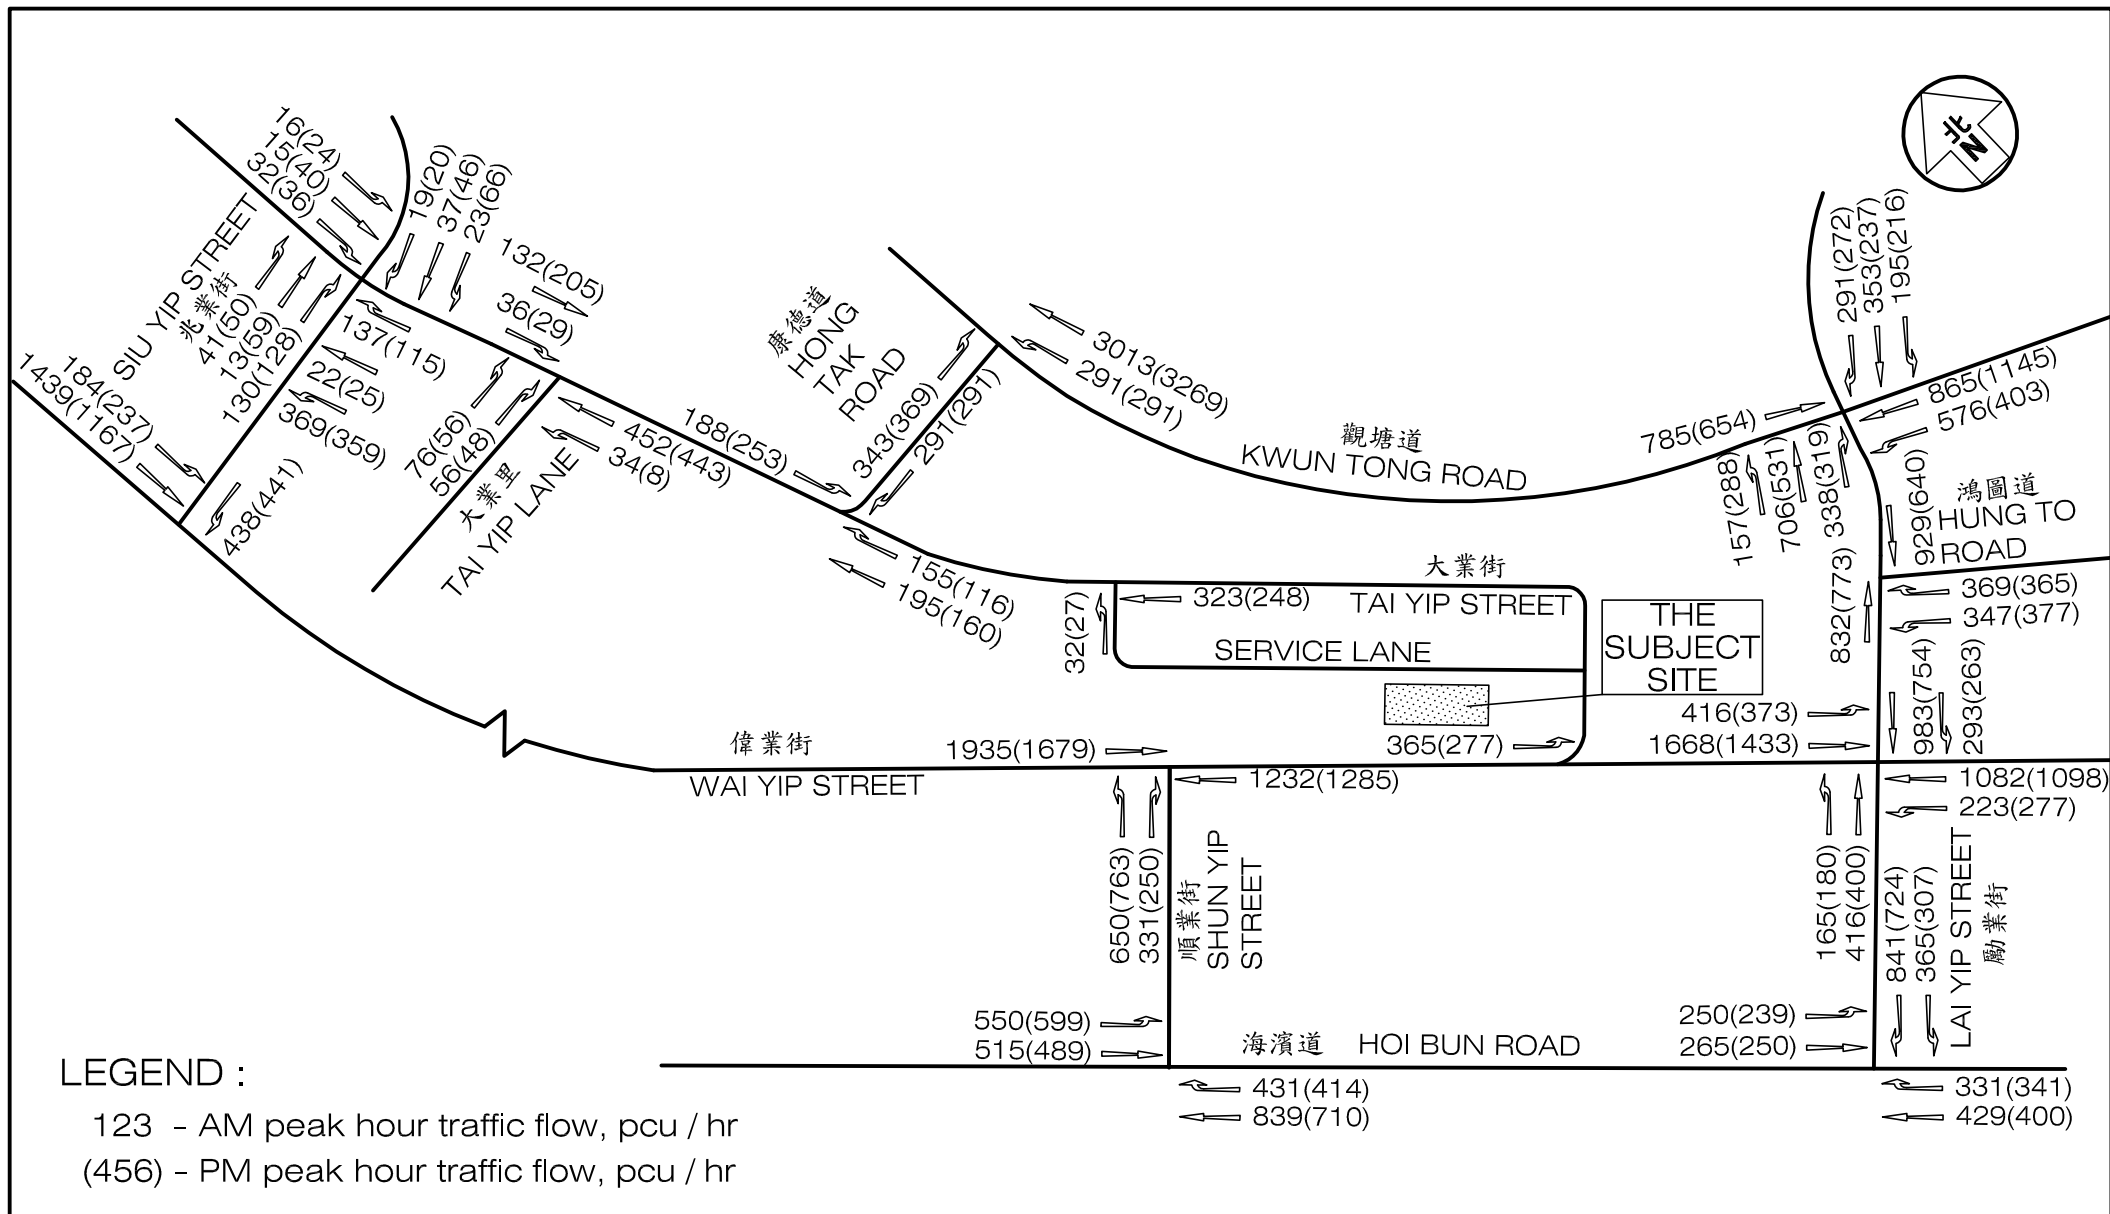 北
N
16(24)
15(40)
32(36)
19(20)
37(46)
23(66)
132(205)
36(29)
SIU YIP STREET
兆業街
41(50)
13(59)
130(128)
137(115)
22(25)
369(359)
184(237)
1439(1167)
438(441)
76(56)
56(48)
大業里
TAI YIP LANE
452(443)
34(8)
188(253)
康德道
HONG
TAK
ROAD
343(369)
291(291)
3013(3269)
291(291)
155(116)
195(160)
觀塘道
KWUN TONG ROAD
785(654)
291(272)
353(237)
195(216)
865(1145)
576(403)
157(288)
706(531)
338(319)
929(640)
鴻圖道
HUNG TO
ROAD
832(773)
369(365)
347(377)
大業街
TAI YIP STREET
323(248)
32(27)
SERVICE LANE
THE
SUBJECT
SITE
416(373)
1668(1433)
983(754)
293(263)
偉業街
WAI YIP STREET
1935(1679)
365(277)
1232(1285)
1082(1098)
223(277)
650(763)
331(250)
順業街
SHUN YIP
STREET
165(180)
416(400)
841(724)
365(307)
LAI YIP STREET
勵業街
550(599)
515(489)
海濱道 HOI BUN ROAD
250(239)
265(250)
431(414)
839(710)
331(341)
429(400)
LEGEND :
123 - AM peak hour traffic flow, pcu / hr
(456) - PM peak hour traffic flow, pcu / hr